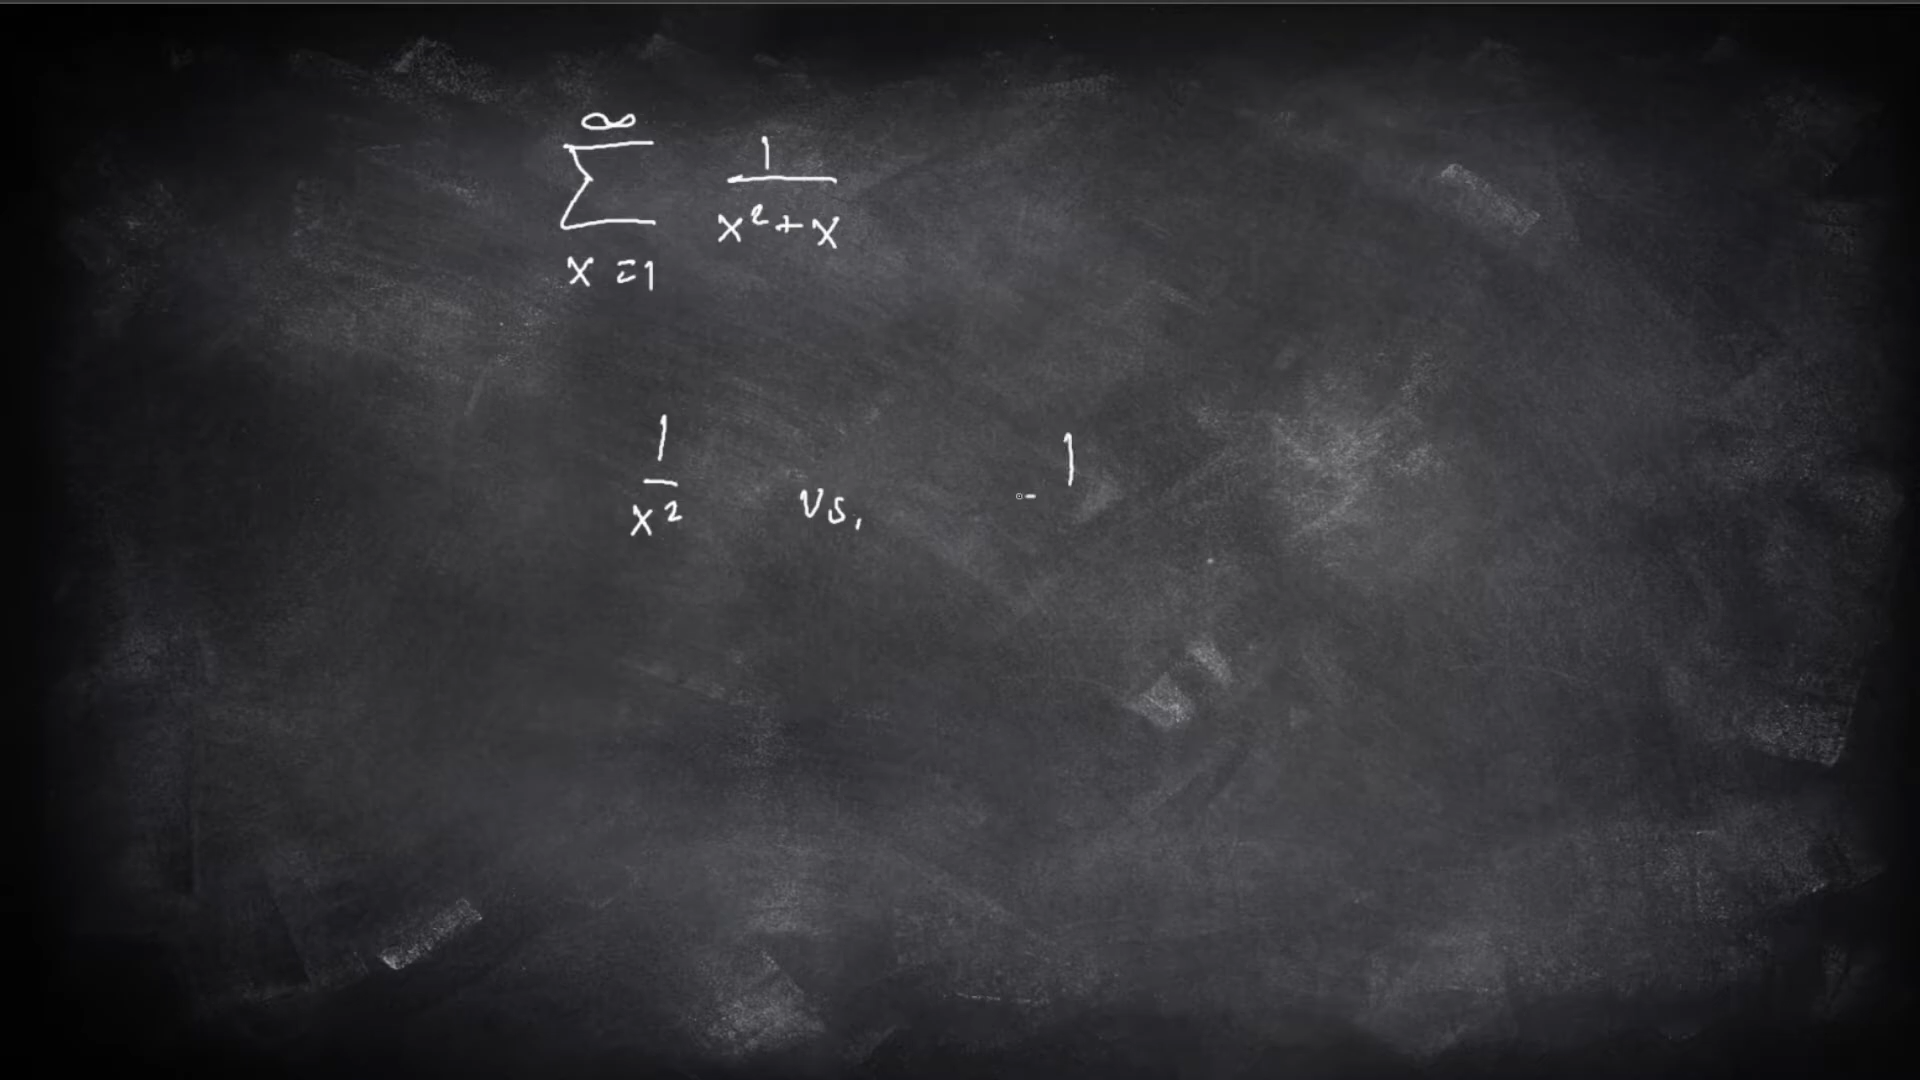 ∞
∑ 1/(x²+x)
x=1
1/x² vs. 1